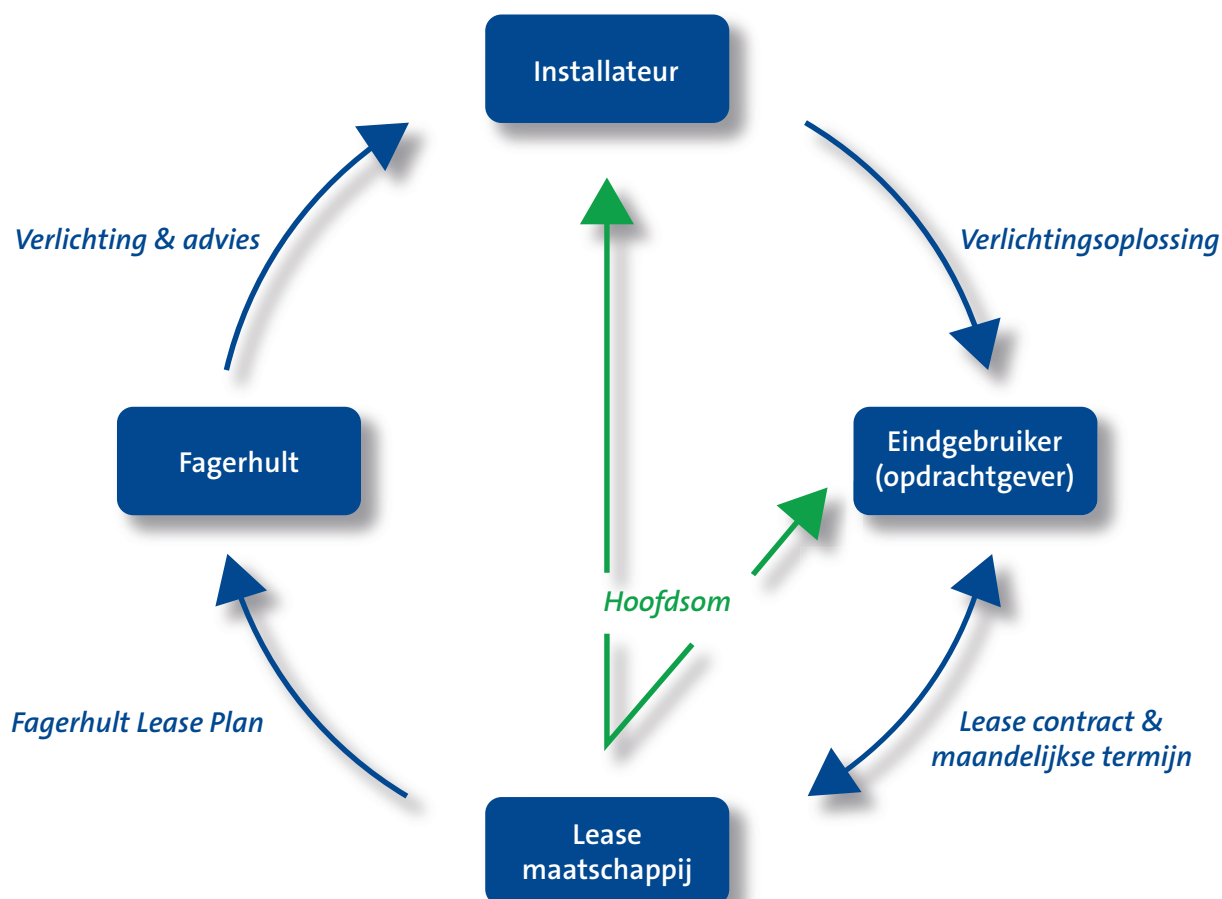 Installateur
Verlichting & advies
Verlichtingsoplossing
Fagerhult
Eindgebruiker
(opdrachtgever)
Hoofdsom
Fagerhult Lease Plan
Lease contract &
maandelijkse termijn
Lease
maatschappij